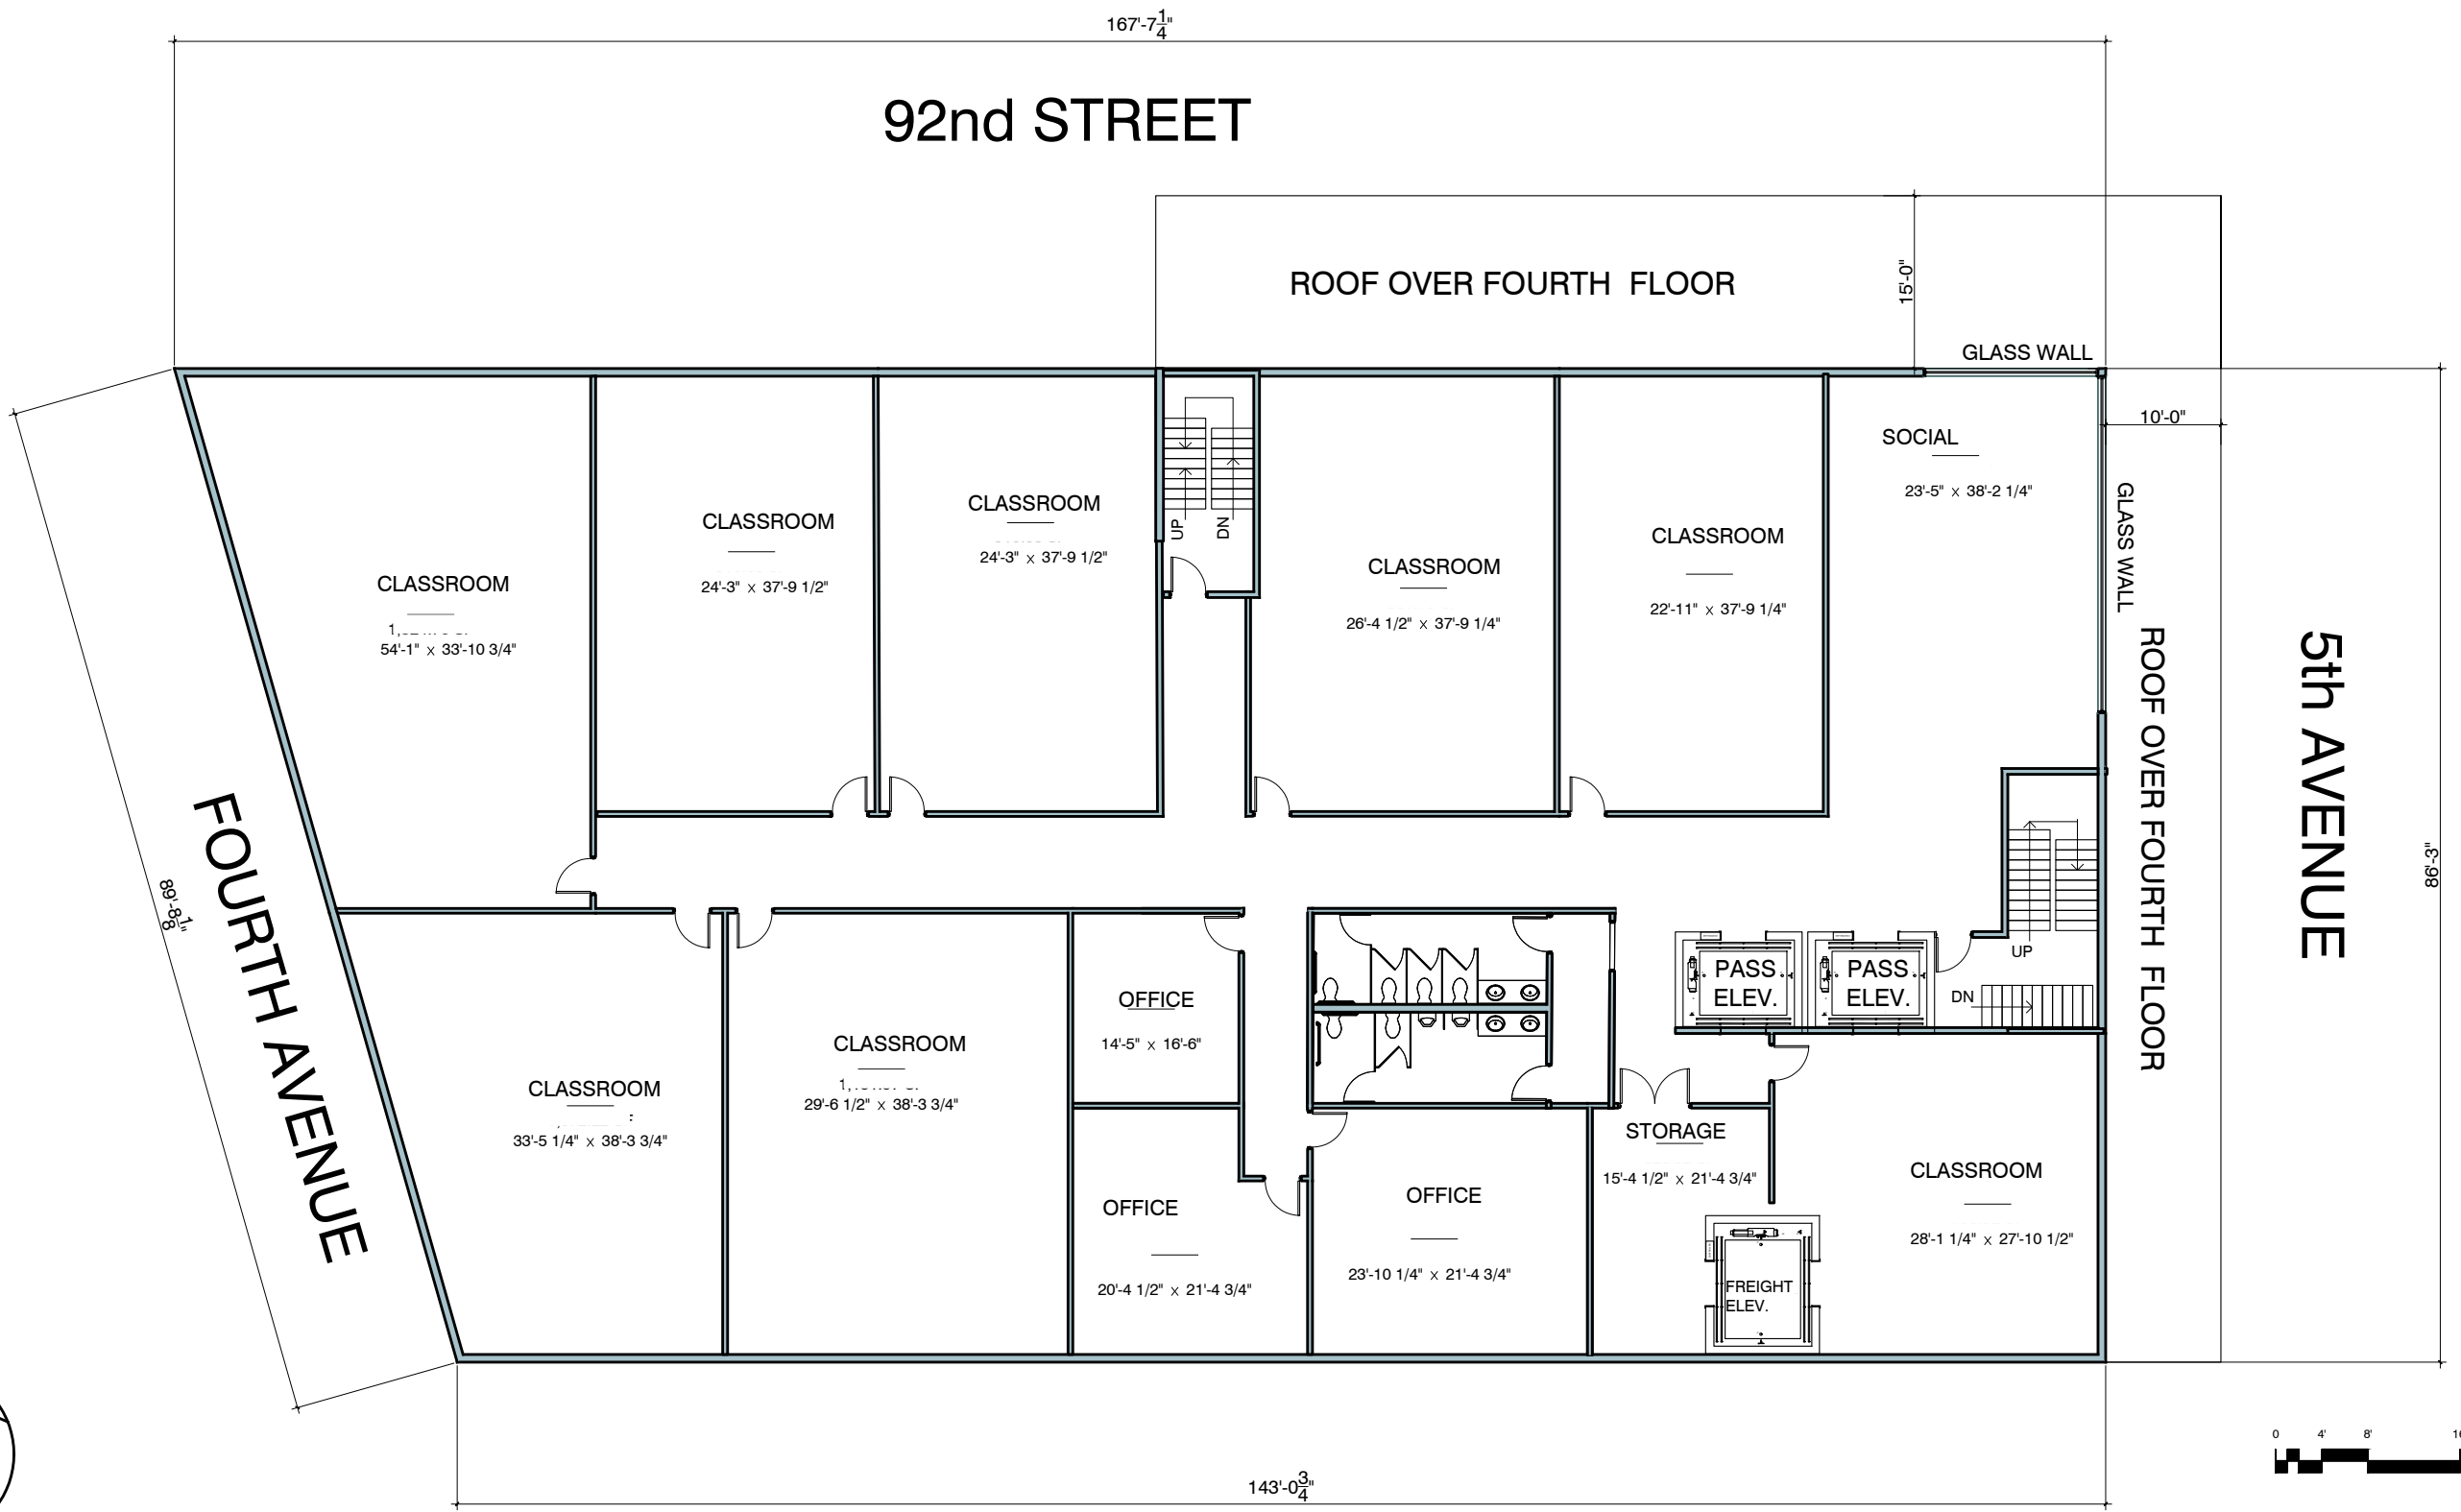 167'-7 1/4"
92nd STREET
ROOF OVER FOURTH FLOOR
15'-0"
GLASS WALL
10'-0"
SOCIAL
23'-5" x 38'-2 1/4"
GLASS WALL
CLASSROOM
24'-3" x 37'-9 1/2"
CLASSROOM
24'-3" x 37'-9 1/2"
UP
DN
CLASSROOM
54'-1" x 33'-10 3/4"
CLASSROOM
26'-4 1/2" x 37'-9 1/4"
CLASSROOM
22'-11" x 37'-9 1/4"
ROOF OVER FOURTH FLOOR
5th AVENUE
86'-3"
FOURTH AVENUE
89'-8 1/8"
UP
DN
PASS
ELEV.
PASS
ELEV.
OFFICE
14'-5" x 16'-6"
CLASSROOM
29'-6 1/2" x 38'-3 3/4"
CLASSROOM
33'-5 1/4" x 38'-3 3/4"
STORAGE
15'-4 1/2" x 21'-4 3/4"
CLASSROOM
28'-1 1/4" x 27'-10 1/2"
OFFICE
20'-4 1/2" x 21'-4 3/4"
OFFICE
23'-10 1/4" x 21'-4 3/4"
FREIGHT
ELEV.
0 4' 8'
143'-0 3/4"